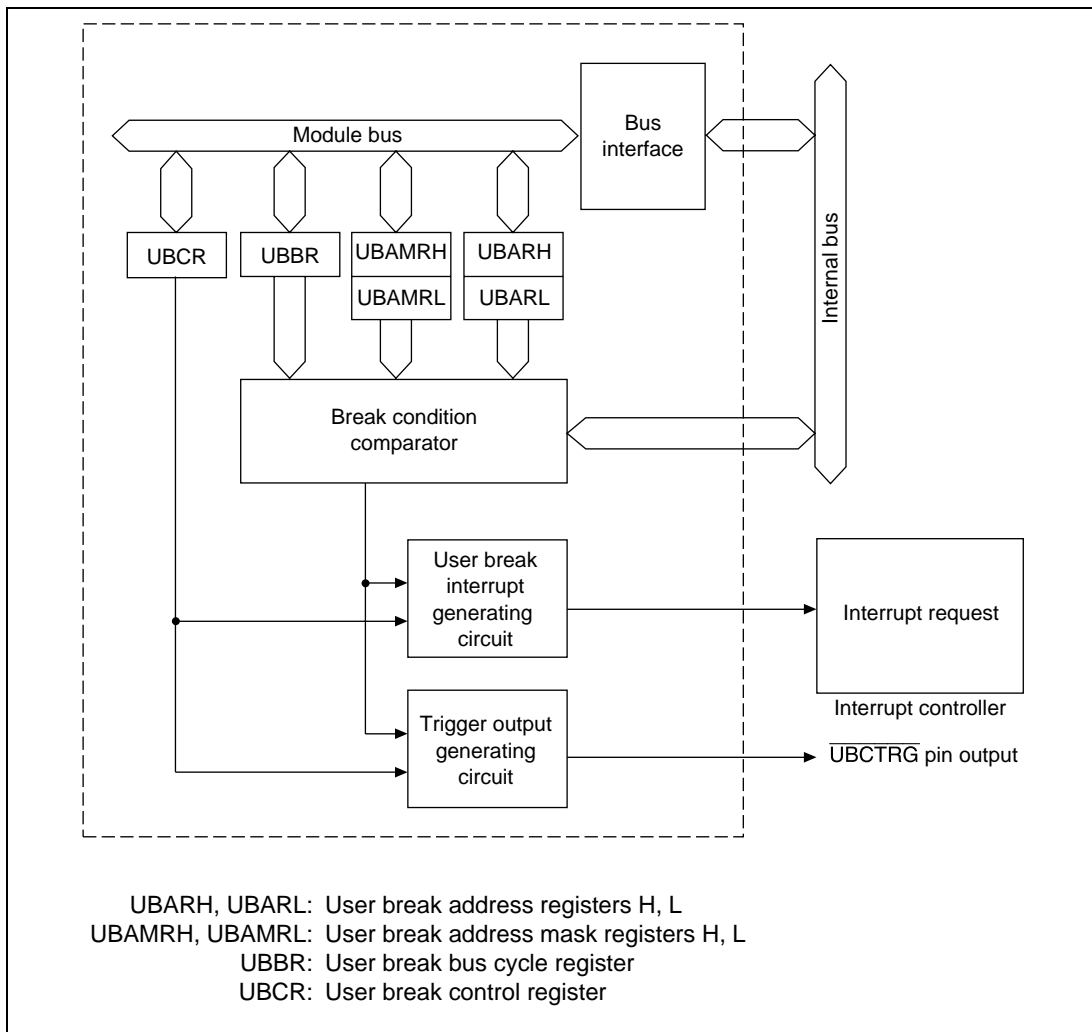 Module bus
Bus
interface
Internal bus
UBCR
UBBR
UBAMRH
UBAMRL
UBARH
UBARL
Break condition
comparator
User break
interrupt
generating
circuit
Interrupt request
Interrupt controller
Trigger output
generating
circuit
UBCTRG pin output
UBARH, UBARL: User break address registers H, L
UBAMRH, UBAMRL: User break address mask registers H, L
UBBR: User break bus cycle register
UBCR: User break control register